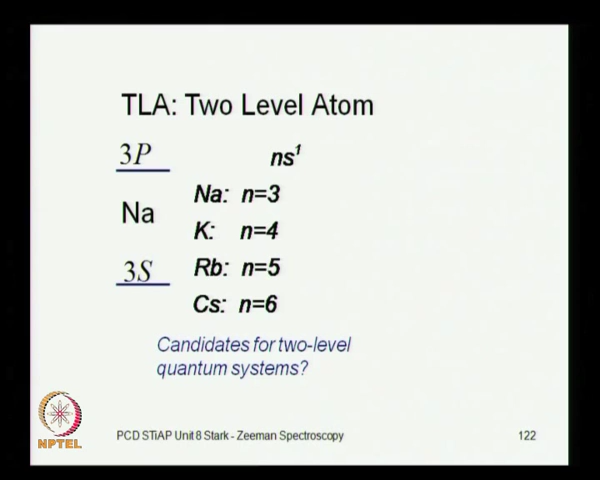 TLA: Two Level Atom
3P
ns¹
Na: n=3
Na
K: n=4
3S
Rb: n=5
Cs: n=6
Candidates for two-level
quantum systems?
NPTEL
PCD STiAP Unit 8 Stark - Zeeman Spectroscopy
122